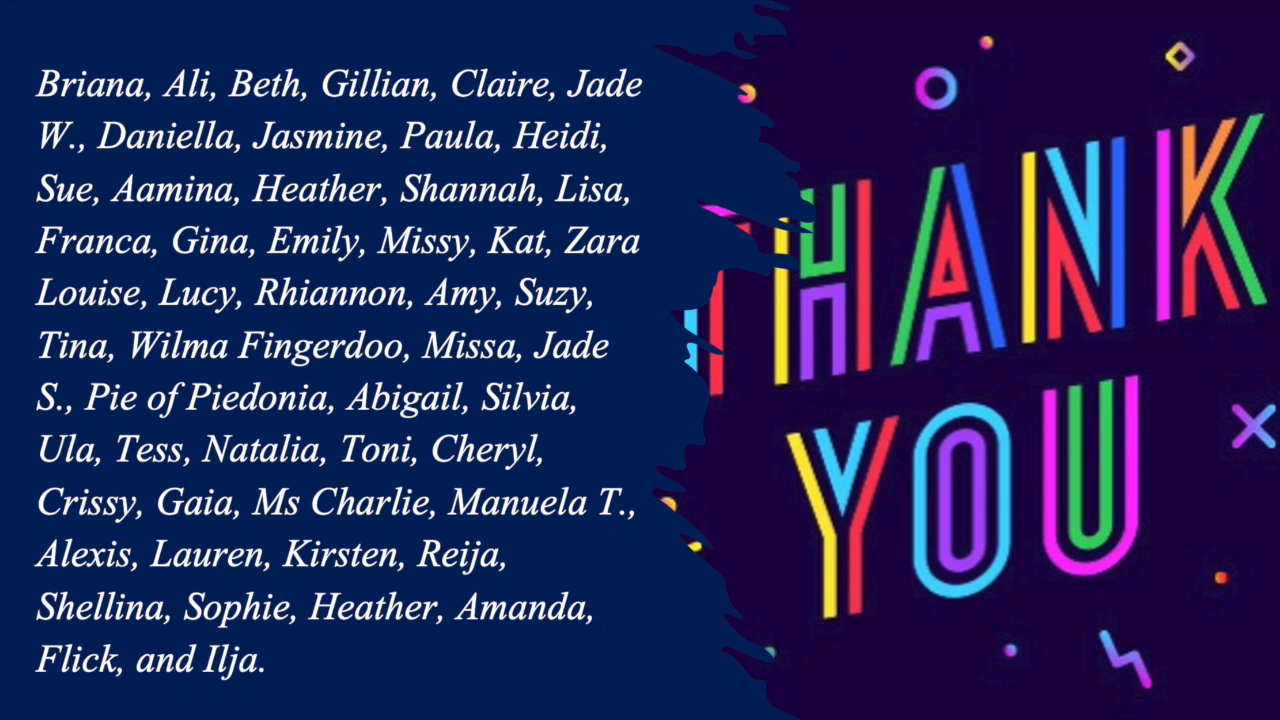 Briana, Ali, Beth, Gillian, Claire, Jade
W., Daniella, Jasmine, Paula, Heidi,
Sue, Aamina, Heather, Shannah, Lisa,
Franca, Gina, Emily, Missy, Kat, Zara
Louise, Lucy, Rhiannon, Amy, Suzy,
Tina, Wilma Fingerdoo, Missa, Jade
S., Pie of Piedonia, Abigail, Silvia,
Ula, Tess, Natalia, Toni, Cheryl,
Crissy, Gaia, Ms Charlie, Manuela T.,
Alexis, Lauren, Kirsten, Reija,
Shellina, Sophie, Heather, Amanda,
Flick, and Ilja.
THANK
YOU